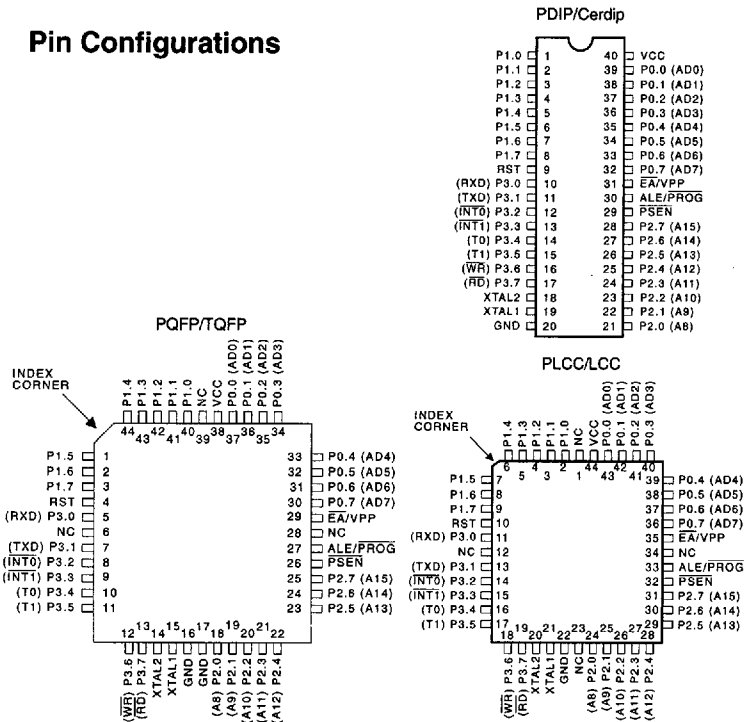 Pin Configurations
PDIP/Cerdip
P1.0 1 40 VCC
P1.1 2 39 P0.0 (AD0)
P1.2 3 38 P0.1 (AD1)
P1.3 4 37 P0.2 (AD2)
P1.4 5 36 P0.3 (AD3)
P1.5 6 35 P0.4 (AD4)
P1.6 7 34 P0.5 (AD5)
P1.7 8 33 P0.6 (AD6)
RST 9 32 P0.7 (AD7)
(RXD) P3.0 10 31 E̅A̅/VPP
(TXD) P3.1 11 30 ALE/P̅R̅O̅G̅
(I̅N̅T̅0̅) P3.2 12 29 P̅S̅E̅N̅
(I̅N̅T̅1̅) P3.3 13 28 P2.7 (A15)
(T0) P3.4 14 27 P2.6 (A14)
(T1) P3.5 15 26 P2.5 (A13)
(W̅R̅) P3.6 16 25 P2.4 (A12)
(R̅D̅) P3.7 17 24 P2.3 (A11)
XTAL2 18 23 P2.2 (A10)
XTAL1 19 22 P2.1 (A9)
GND 20 21 P2.0 (A8)
PQFP/TQFP
INDEX
CORNER
P1.4
P1.3
P1.2
P1.1
P1.0
NC
VCC
P0.0 (AD0)
P0.1 (AD1)
P0.2 (AD2)
P0.3 (AD3)
44 43 42 41 40 39 38 37 36 35 34
P1.5 1 33 P0.4 (AD4)
P1.6 2 32 P0.5 (AD5)
P1.7 3 31 P0.6 (AD6)
RST 4 30 P0.7 (AD7)
(RXD) P3.0 5 29 E̅A̅/VPP
NC 6 28 NC
(TXD) P3.1 7 27 ALE/P̅R̅O̅G̅
(I̅N̅T̅0̅) P3.2 8 26 P̅S̅E̅N̅
(I̅N̅T̅1̅) P3.3 9 25 P2.7 (A15)
(T0) P3.4 10 24 P2.6 (A14)
(T1) P3.5 11 23 P2.5 (A13)
12 13 14 15 16 17 18 19 20 21 22
(W̅R̅) P3.6
(R̅D̅) P3.7
XTAL2
XTAL1
GND
GND
(A8) P2.0
(A9) P2.1
(A10) P2.2
(A11) P2.3
(A12) P2.4
PLCC/LCC
INDEX
CORNER
P1.4
P1.3
P1.2
P1.1
P1.0
NC
VCC
P0.0 (AD0)
P0.1 (AD1)
P0.2 (AD2)
P0.3 (AD3)
6 5 4 3 2 1 44 43 42 41 40
P1.5 7 39 P0.4 (AD4)
P1.6 8 38 P0.5 (AD5)
P1.7 9 37 P0.6 (AD6)
RST 10 36 P0.7 (AD7)
(RXD) P3.0 11 35 E̅A̅/VPP
NC 12 34 NC
(TXD) P3.1 13 33 ALE/P̅R̅O̅G̅
(I̅N̅T̅0̅) P3.2 14 32 P̅S̅E̅N̅
(I̅N̅T̅1̅) P3.3 15 31 P2.7 (A15)
(T0) P3.4 16 30 P2.6 (A14)
(T1) P3.5 17 29 P2.5 (A13)
18 19 20 21 22 23 24 25 26 27 28
(W̅R̅) P3.6
(R̅D̅) P3.7
XTAL2
XTAL1
GND
NC
(A8) P2.0
(A9) P2.1
(A10) P2.2
(A11) P2.3
(A12) P2.4